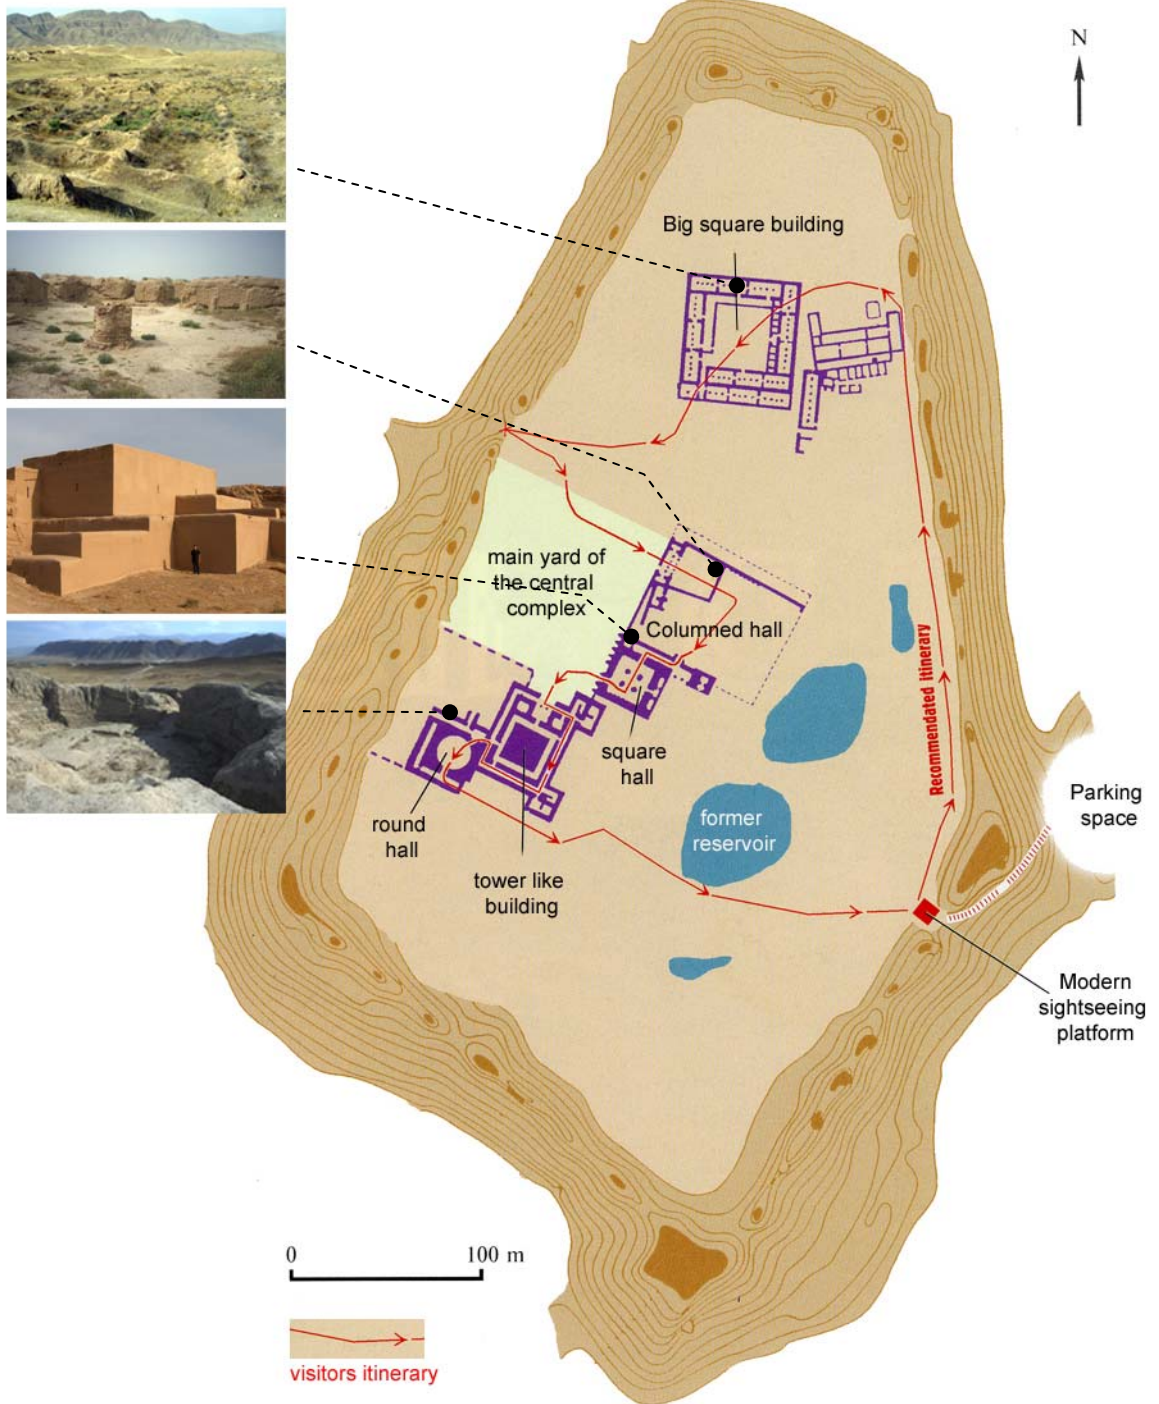 N
Big square building
main yard of
the central
complex
Columned hall
square
hall
round
hall
tower like
building
former
reservoir
Recommendated itinerary
Parking
space
Modern
sightseeing
platform
0 100 m
visitors itinerary